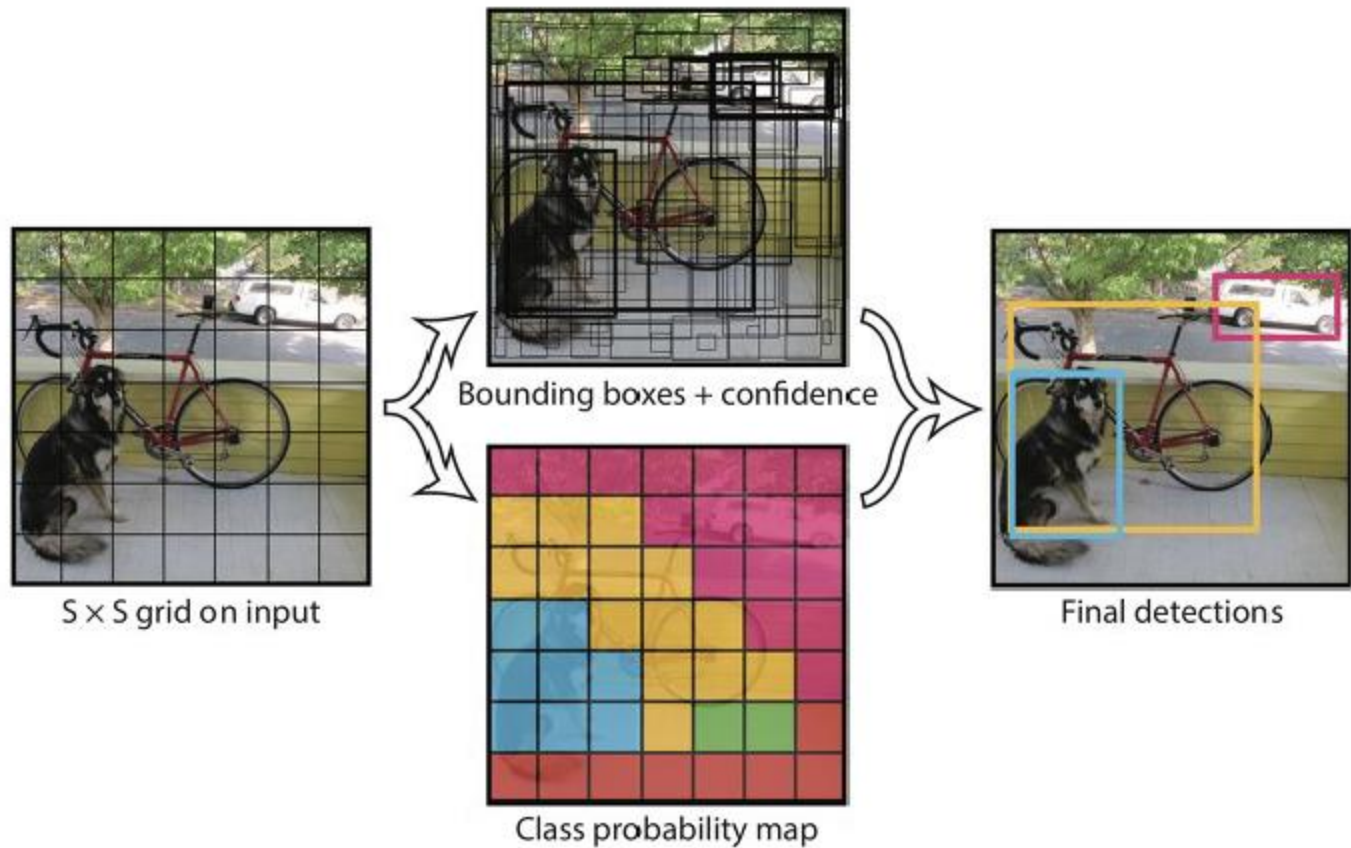 Bounding boxes + confidence
S × S grid on input
Final detections
Class probability map